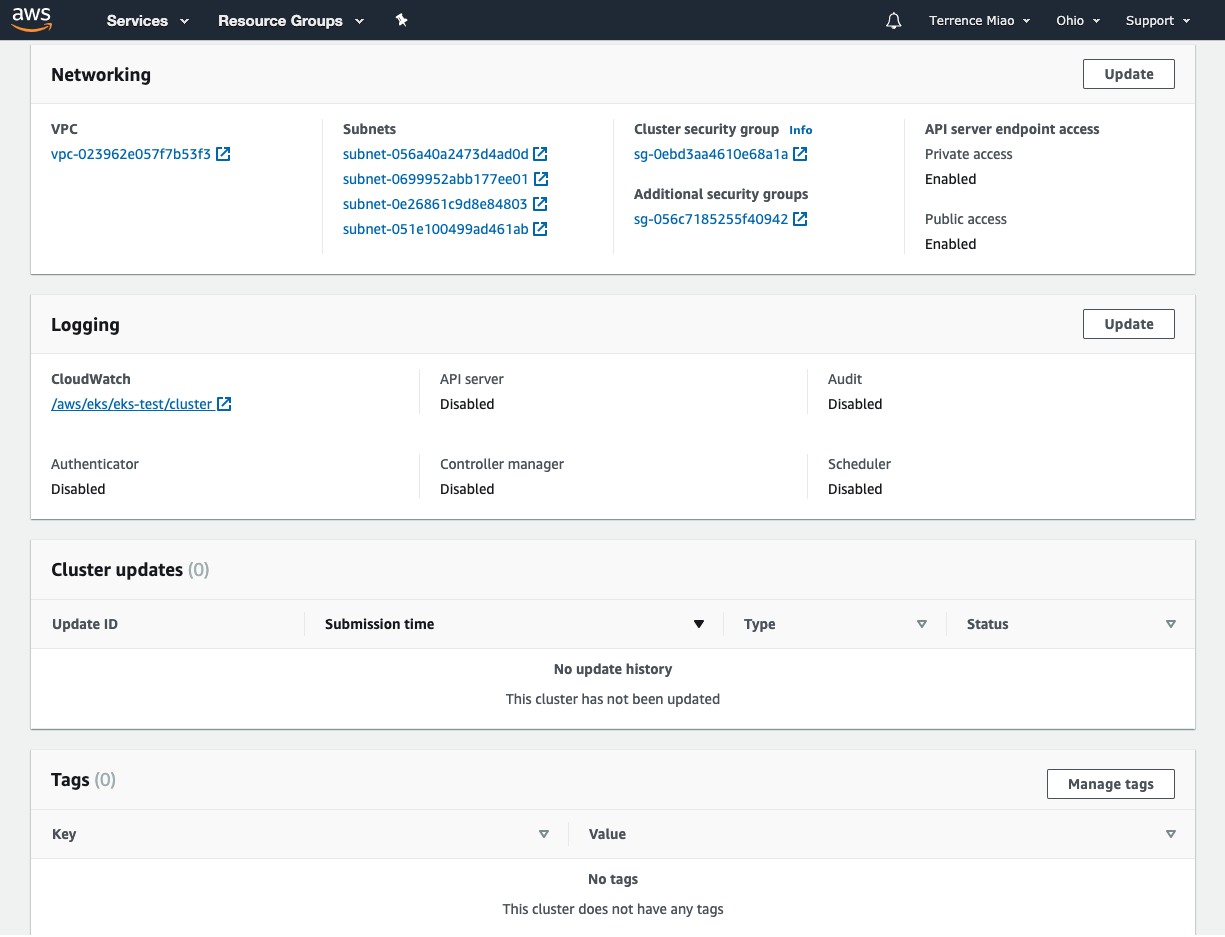 aws Services Resource Groups Terrence Miao Ohio Support
Networking Update
VPC
vpc-023962e057f7b53f3
Subnets
subnet-056a40a2473d4ad0d
subnet-0699952abb177ee01
subnet-0e26861c9d8e84803
subnet-051e100499ad461ab
Cluster security group Info
sg-0ebd3aa4610e68a1a
Additional security groups
sg-056c7185255f40942
API server endpoint access
Private access
Enabled
Public access
Enabled
Logging Update
CloudWatch
/aws/eks/eks-test/cluster
API server
Disabled
Audit
Disabled
Authenticator
Disabled
Controller manager
Disabled
Scheduler
Disabled
Cluster updates (0)
Update ID Submission time Type Status
No update history
This cluster has not been updated
Tags (0) Manage tags
Key Value
No tags
This cluster does not have any tags